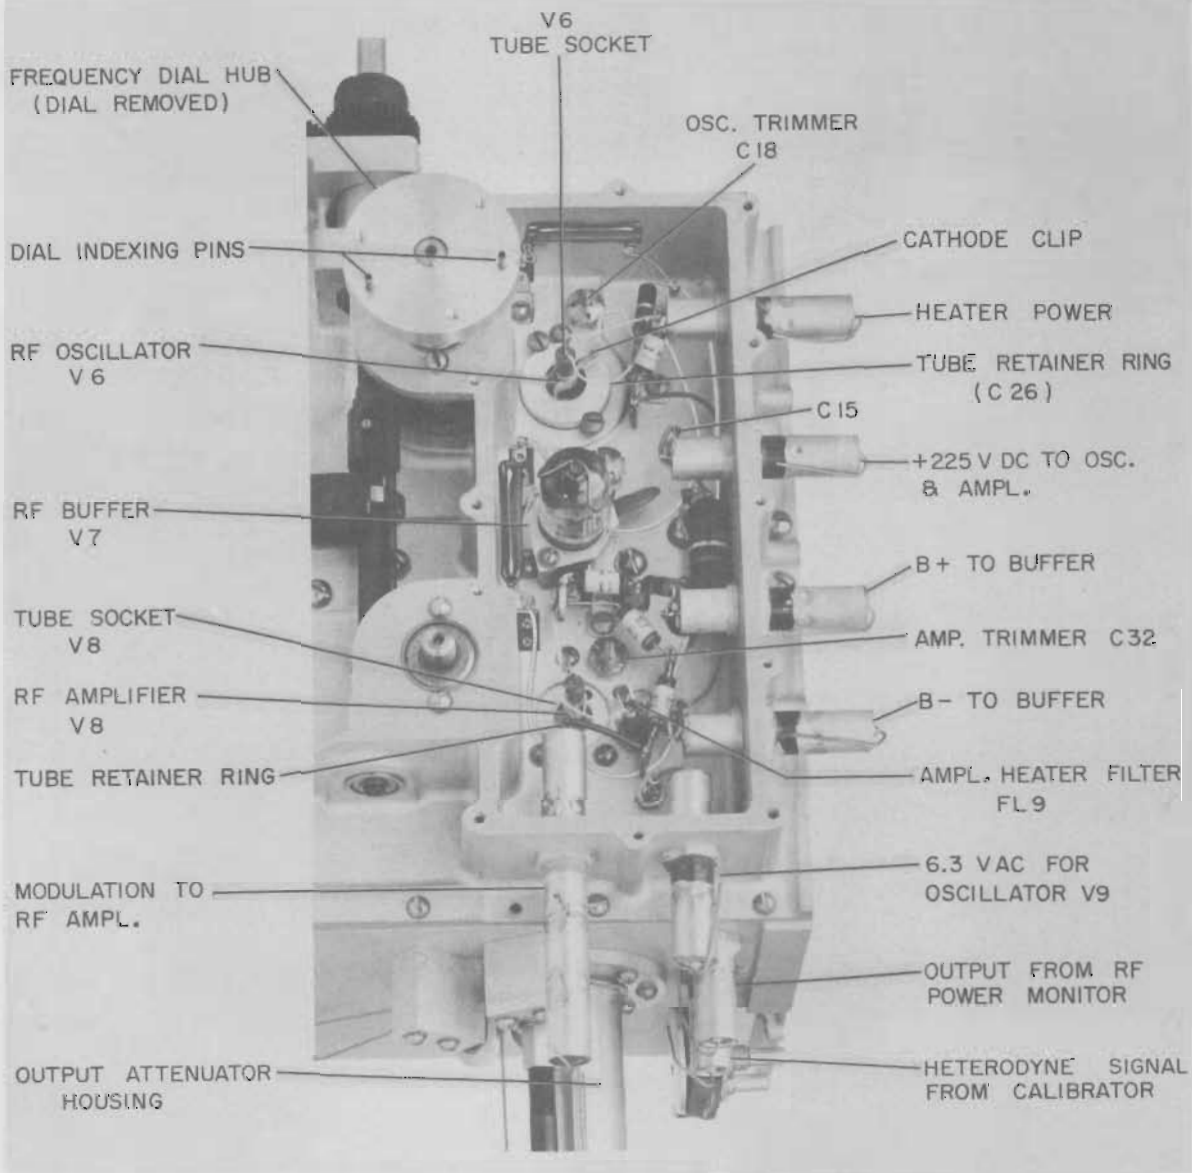 V6
TUBE SOCKET
FREQUENCY DIAL HUB
(DIAL REMOVED)
OSC. TRIMMER
C18
DIAL INDEXING PINS
CATHODE CLIP
HEATER POWER
RF OSCILLATOR
V6
TUBE RETAINER RING
(C26)
C15
+225 V DC TO OSC.
& AMPL.
RF BUFFER
V7
B+ TO BUFFER
TUBE SOCKET
V8
AMP. TRIMMER C32
RF AMPLIFIER
V8
B- TO BUFFER
TUBE RETAINER RING
AMPL. HEATER FILTER
FL9
6.3 VAC FOR
OSCILLATOR V9
MODULATION TO
RF AMPL.
OUTPUT FROM RF
POWER MONITOR
OUTPUT ATTENUATOR
HOUSING
HETERODYNE SIGNAL
FROM CALIBRATOR